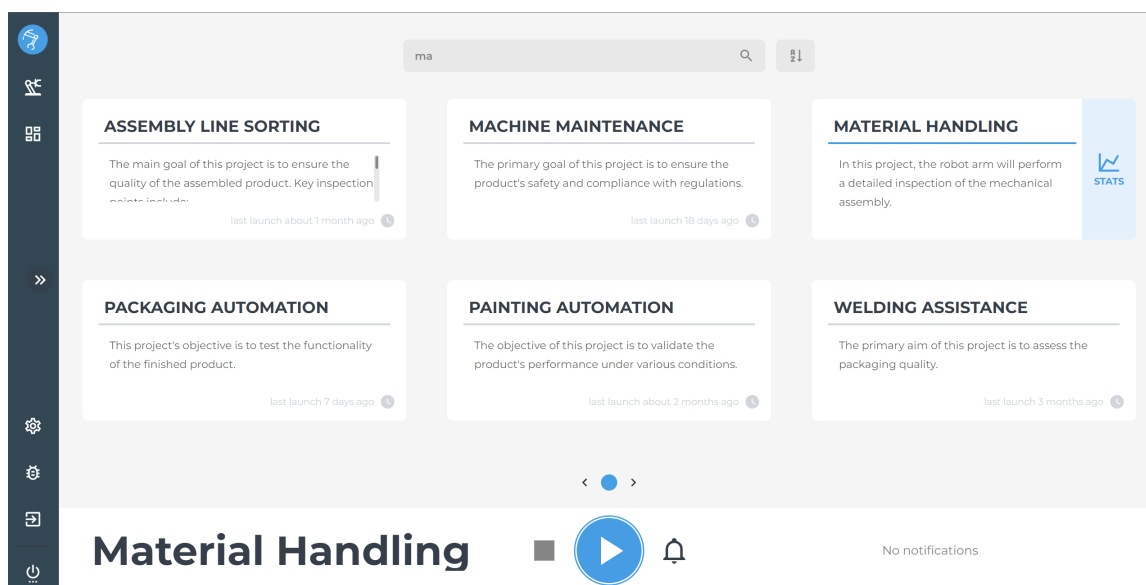 ma
ASSEMBLY LINE SORTING
The main goal of this project is to ensure the
quality of the assembled product. Key inspection
points include:
last launch about 1 month ago
MACHINE MAINTENANCE
The primary goal of this project is to ensure the
product's safety and compliance with regulations.
last launch 18 days ago
MATERIAL HANDLING
In this project, the robot arm will perform
a detailed inspection of the mechanical
assembly.
STATS
PACKAGING AUTOMATION
This project's objective is to test the functionality
of the finished product.
last launch 7 days ago
PAINTING AUTOMATION
The objective of this project is to validate the
product's performance under various conditions.
last launch about 2 months ago
WELDING ASSISTANCE
The primary aim of this project is to assess the
packaging quality.
last launch 3 months ago
Material Handling
No notifications